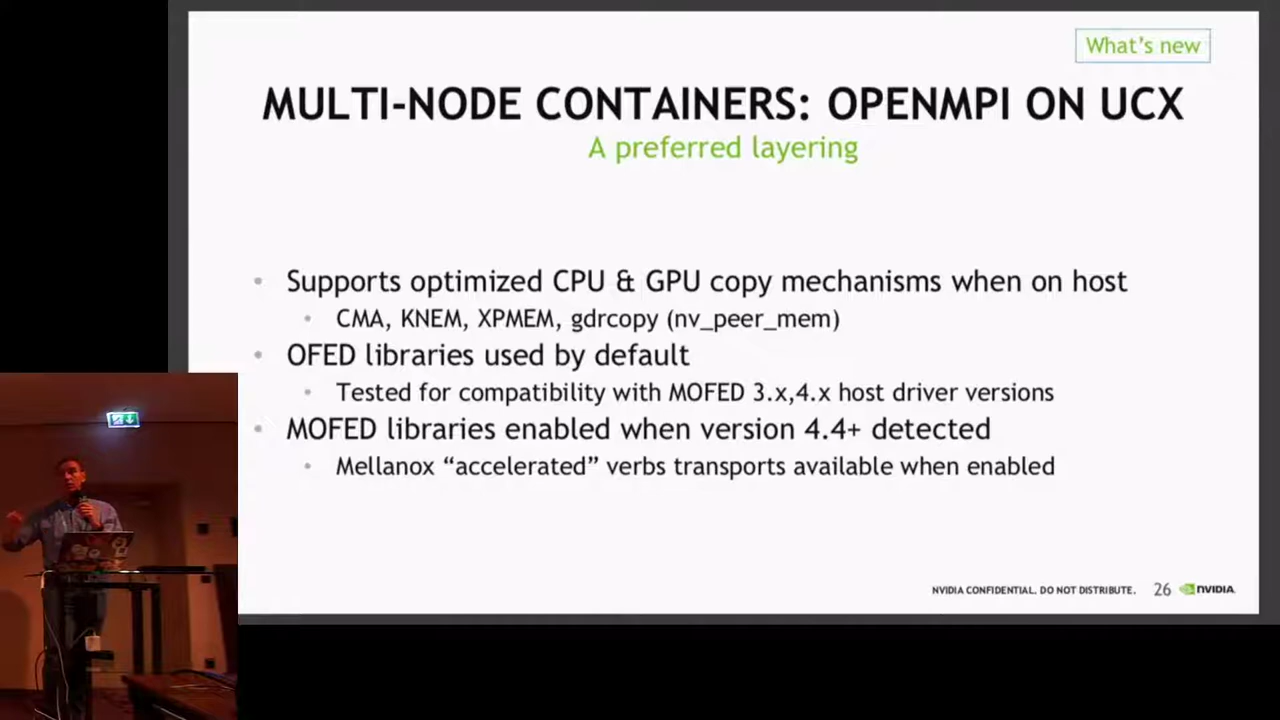 What's new
MULTI-NODE CONTAINERS: OPENMPI ON UCX
A preferred layering
• Supports optimized CPU & GPU copy mechanisms when on host
• CMA, KNEM, XPMEM, gdrcopy (nv_peer_mem)
• OFED libraries used by default
• Tested for compatibility with MOFED 3.x,4.x host driver versions
• MOFED libraries enabled when version 4.4+ detected
• Mellanox “accelerated” verbs transports available when enabled
NVIDIA CONFIDENTIAL. DO NOT DISTRIBUTE. 26 NVIDIA